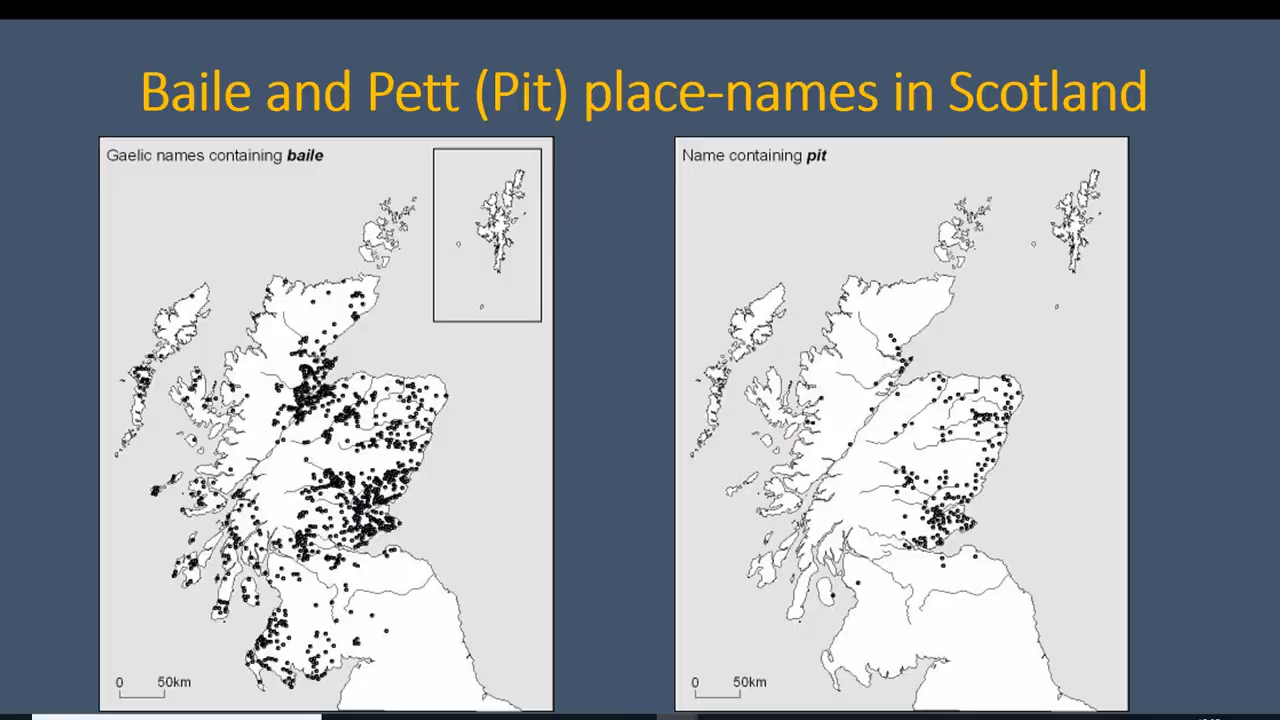 Baile and Pett (Pit) place-names in Scotland
Gaelic names containing baile
Name containing pit
0 50km
0 50km